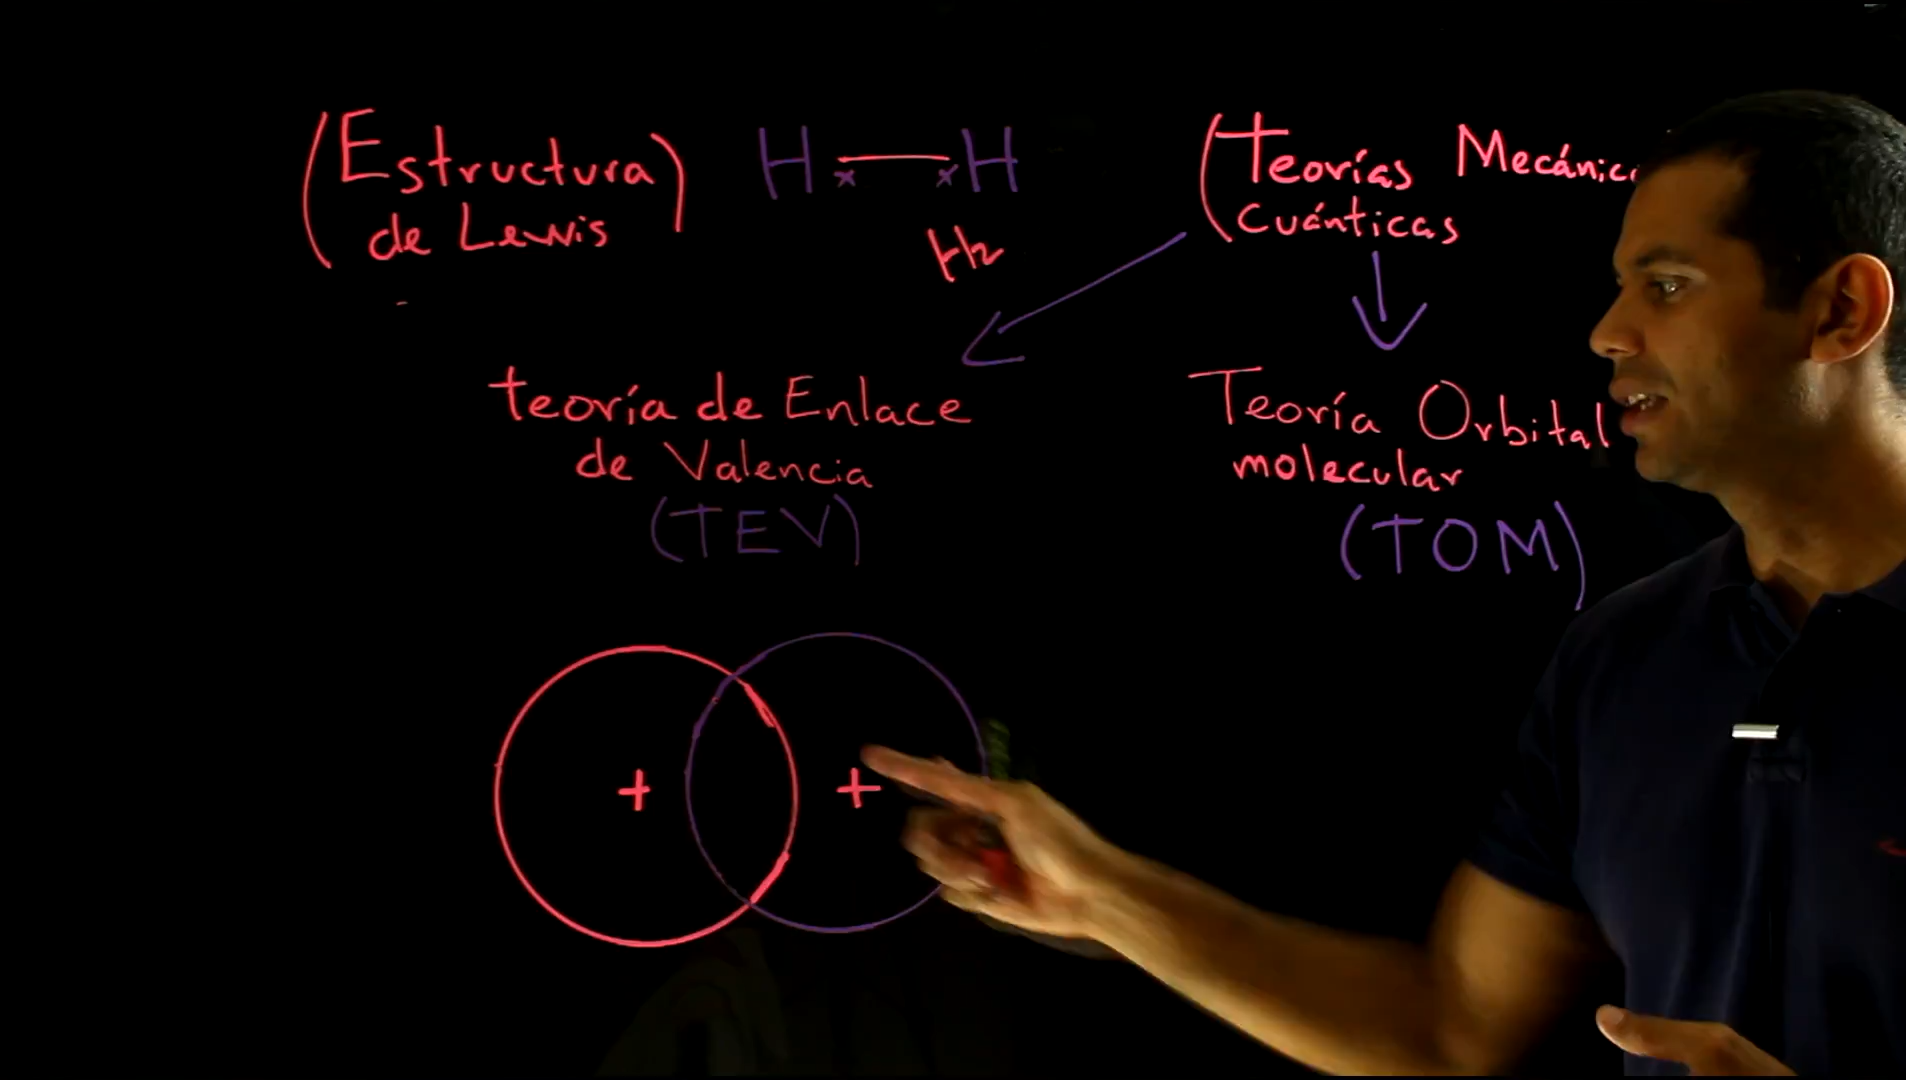 (Estructura
de Lewis)
H x—x H
H2
(Teorías Mecánic
Cuánticas
teoría de Enlace
de Valencia
(TEV)
Teoría Orbital
molecular
(TOM)
+ +